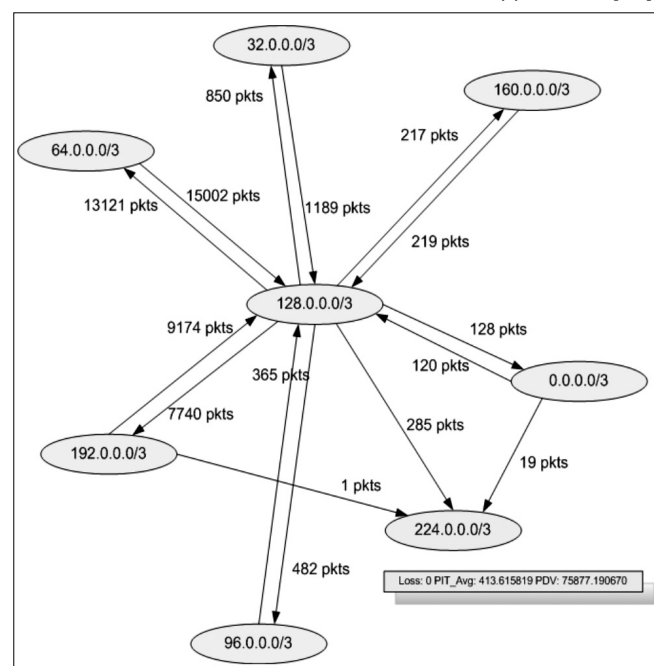 32.0.0.0/3
160.0.0.0/3
850 pkts
217 pkts
64.0.0.0/3
15002 pkts
13121 pkts
1189 pkts
219 pkts
128.0.0.0/3
9174 pkts
128 pkts
365 pkts
120 pkts
0.0.0.0/3
7740 pkts
285 pkts
192.0.0.0/3
19 pkts
1 pkts
224.0.0.0/3
482 pkts
Loss: 0 PIT_Avg: 413.615819 PDV: 75877.190670
96.0.0.0/3